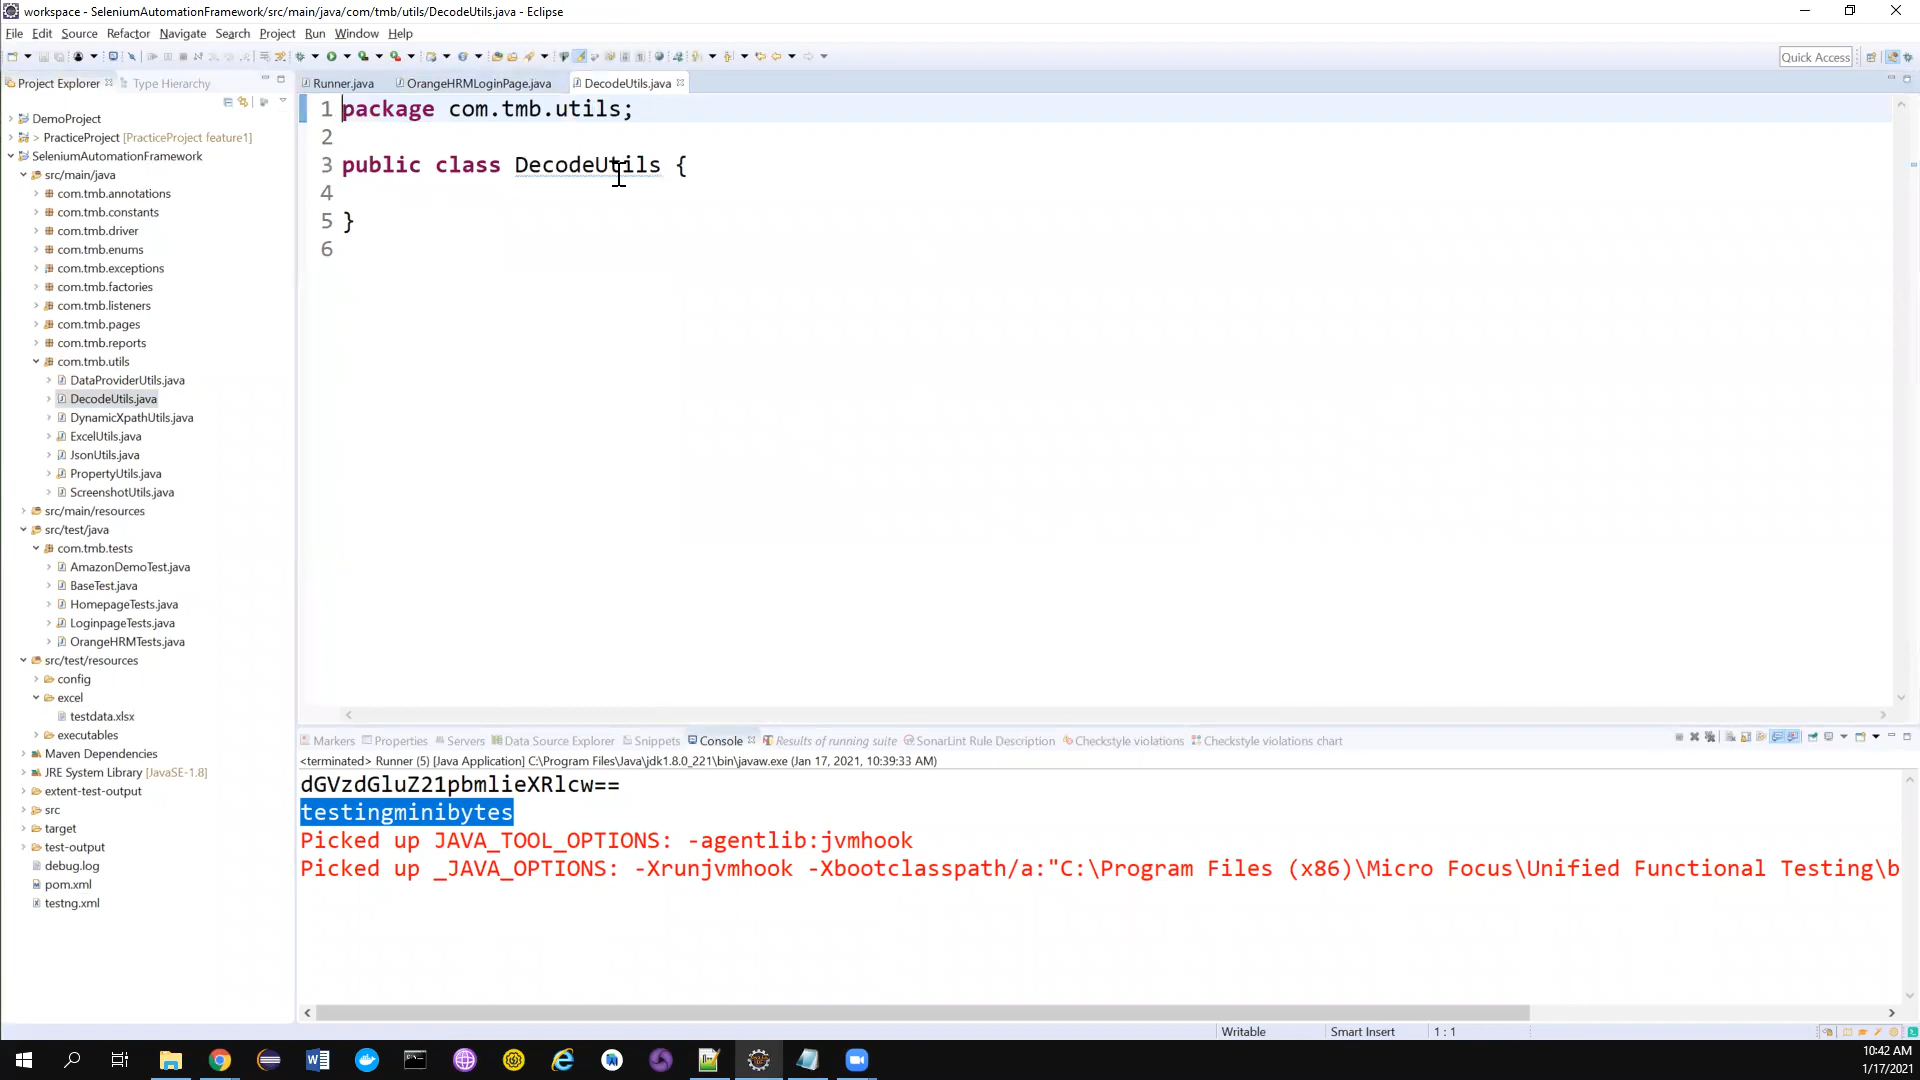 workspace - SeleniumAutomationFramework/src/main/java/com/tmb/utils/DecodeUtils.java - Eclipse
File Edit Source Refactor Navigate Search Project Run Window Help
Quick Access
Project Explorer Type Hierarchy
Runner.java OrangeHRMLoginPage.java DecodeUtils.java
DemoProject
> PracticeProject [PracticeProject feature1]
SeleniumAutomationFramework
src/main/java
com.tmb.annotations
com.tmb.constants
com.tmb.driver
com.tmb.enums
com.tmb.exceptions
com.tmb.factories
com.tmb.listeners
com.tmb.pages
com.tmb.reports
com.tmb.utils
DataProviderUtils.java
DecodeUtils.java
DynamicXpathUtils.java
ExcelUtils.java
JsonUtils.java
PropertyUtils.java
ScreenshotUtils.java
src/main/resources
src/test/java
com.tmb.tests
AmazonDemoTest.java
BaseTest.java
HomepageTests.java
LoginpageTests.java
OrangeHRMTests.java
src/test/resources
config
excel
testdata.xlsx
executables
Maven Dependencies
JRE System Library [JavaSE-1.8]
extent-test-output
src
target
test-output
debug.log
pom.xml
testng.xml
1 package com.tmb.utils;
2
3 public class DecodeUtils {
4
5 }
6
Markers Properties Servers Data Source Explorer Snippets Console Results of running suite SonarLint Rule Description Checkstyle violations Checkstyle violations chart
<terminated> Runner (5) [Java Application] C:\Program Files\Java\jdk1.8.0_221\bin\javaw.exe (Jan 17, 2021, 10:39:33 AM)
dGVzdGluZ21pbmlieXRlcw==
testingminibytes
Picked up JAVA_TOOL_OPTIONS: -agentlib:jvmhook
Picked up _JAVA_OPTIONS: -Xrunjvmhook -Xbootclasspath/a:"C:\Program Files (x86)\Micro Focus\Unified Functional Testing\b
Writable Smart Insert 1 : 1
10:42 AM
1/17/2021